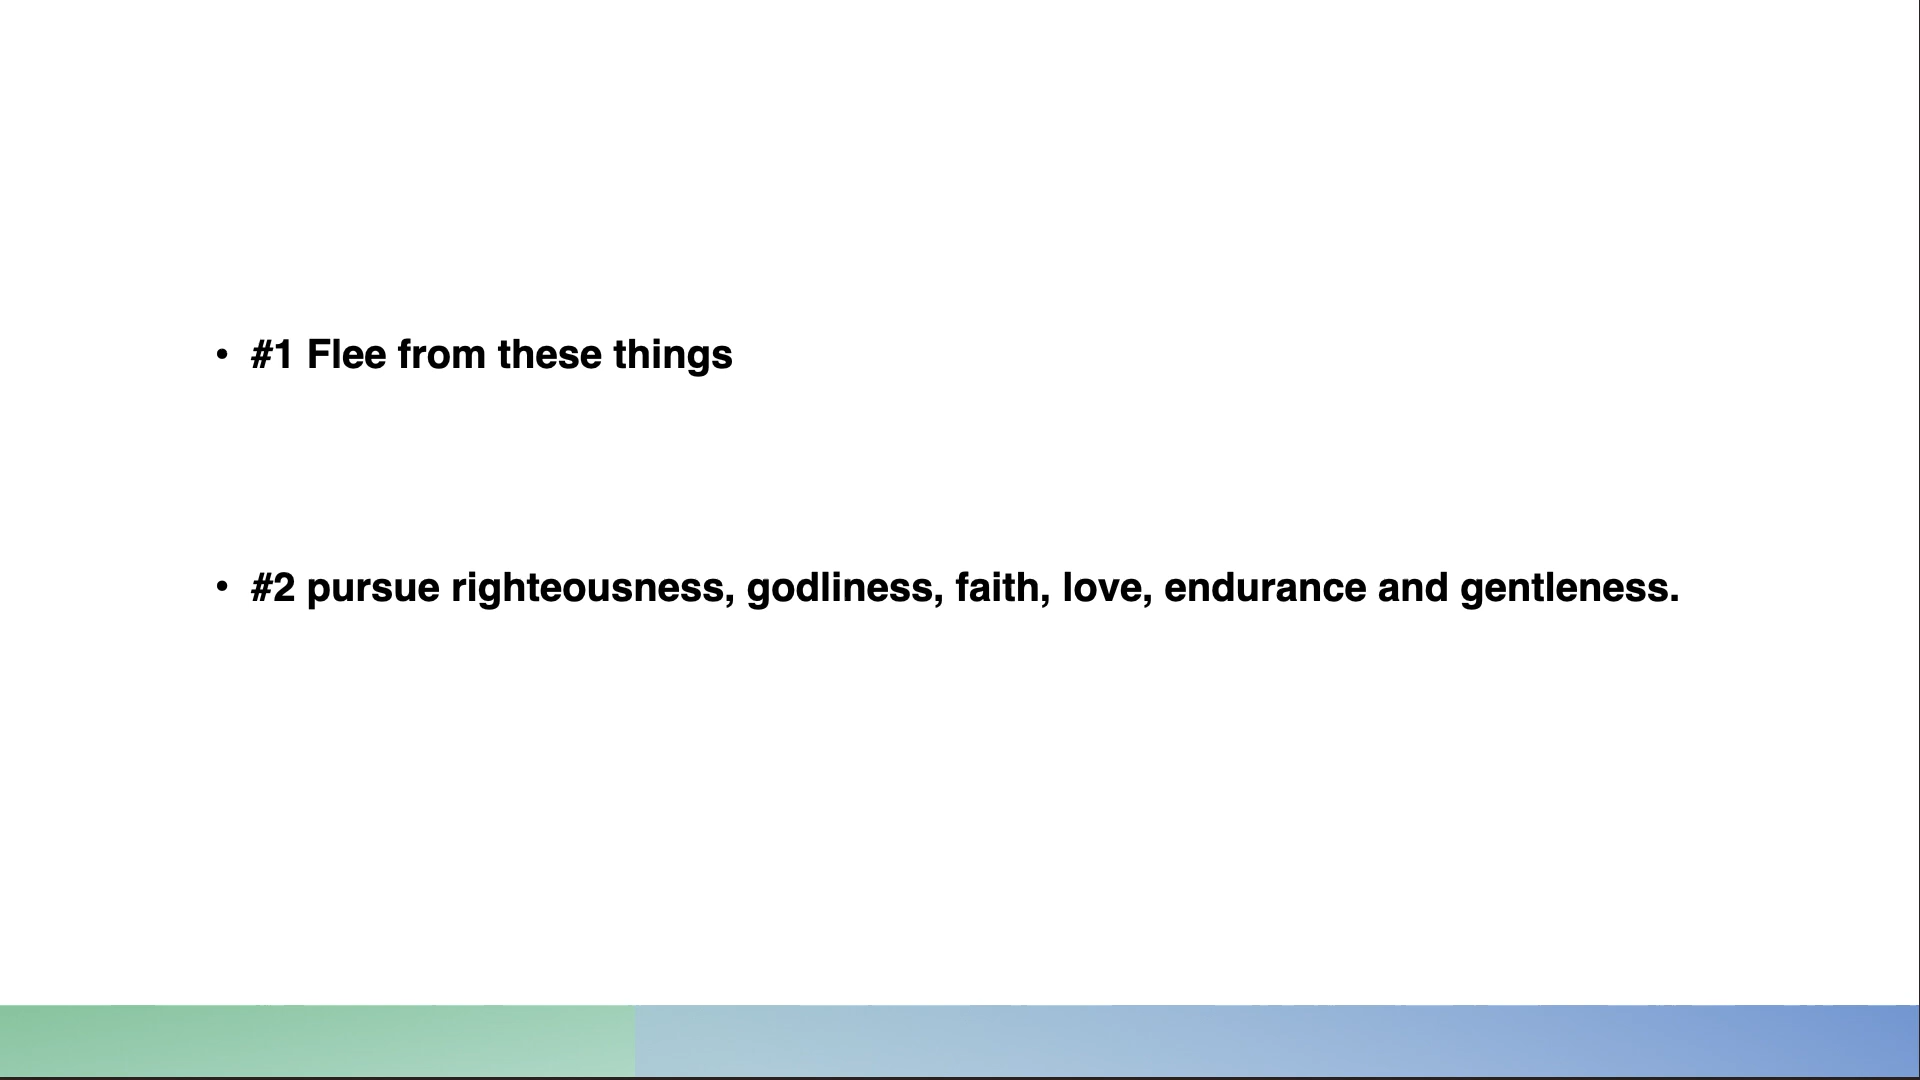 • #1 Flee from these things
• #2 pursue righteousness, godliness, faith, love, endurance and gentleness.